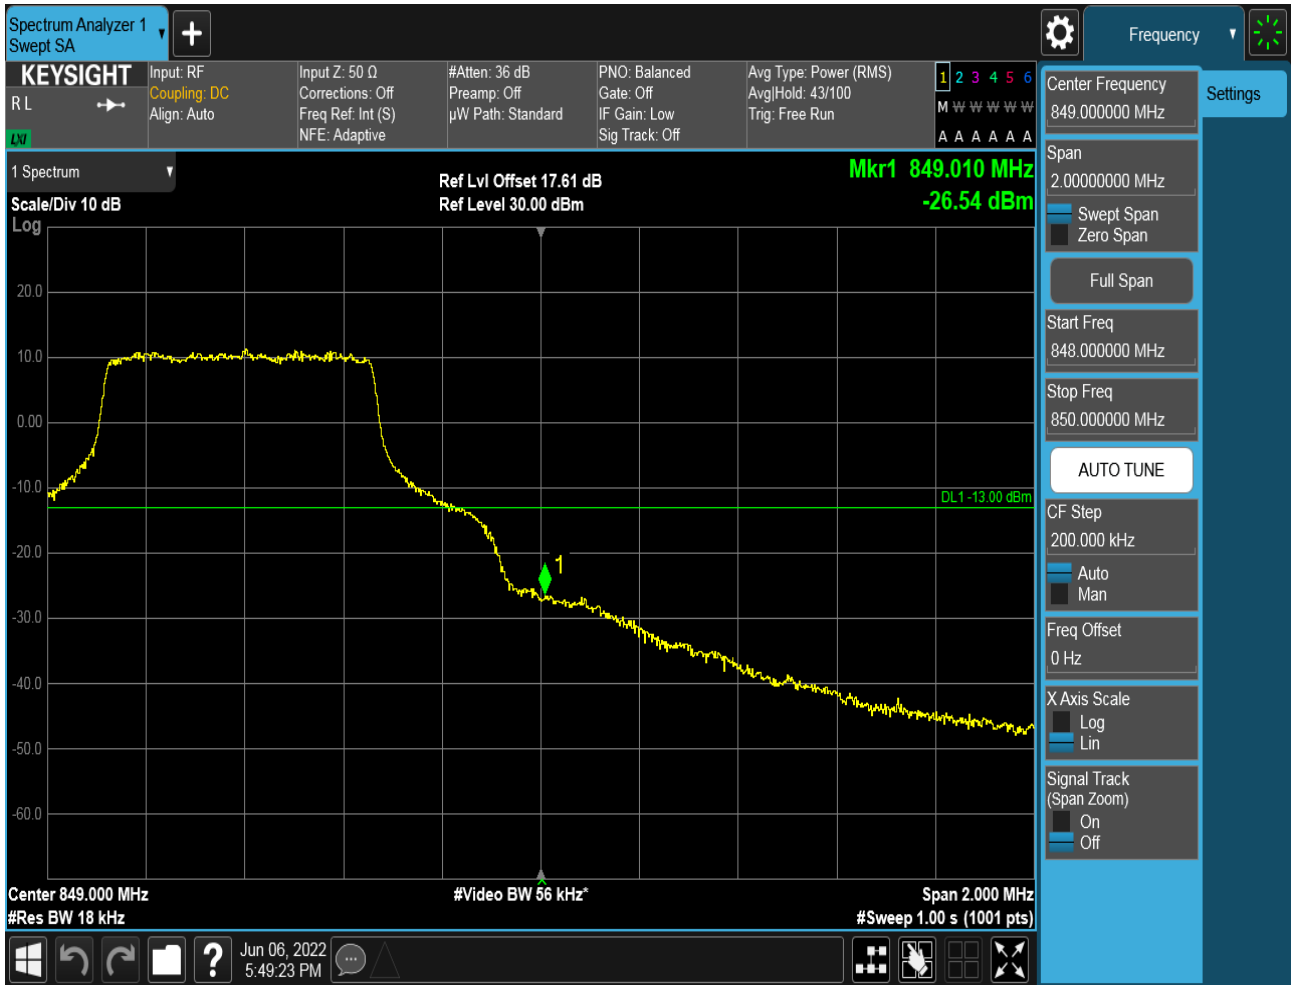 Spectrum Analyzer 1
Swept SA
Frequency
KEYSIGHT
R L
LXI
Input: RF
Coupling: DC
Align: Auto
Input Z: 50 Ω
Corrections: Off
Freq Ref: Int (S)
NFE: Adaptive
#Atten: 36 dB
Preamp: Off
µW Path: Standard
PNO: Balanced
Gate: Off
IF Gain: Low
Sig Track: Off
Avg Type: Power (RMS)
Avg|Hold: 43/100
Trig: Free Run
1 2 3 4 5 6
M W W W W W
A A A A A A
1 Spectrum
Scale/Div 10 dB
Log
Ref Lvl Offset 17.61 dB
Ref Level 30.00 dBm
Mkr1 849.010 MHz
-26.54 dBm
20.0
10.0
0.00
-10.0
-20.0
-30.0
-40.0
-50.0
-60.0
DL1 -13.00 dBm
1
Center 849.000 MHz
#Res BW 18 kHz
#Video BW 56 kHz*
Span 2.000 MHz
#Sweep 1.00 s (1001 pts)
Center Frequency
849.000000 MHz
Settings
Span
2.00000000 MHz
Swept Span
Zero Span
Full Span
Start Freq
848.000000 MHz
Stop Freq
850.000000 MHz
AUTO TUNE
CF Step
200.000 kHz
Auto
Man
Freq Offset
0 Hz
X Axis Scale
Log
Lin
Signal Track
(Span Zoom)
On
Off
?
Jun 06, 2022
5:49:23 PM